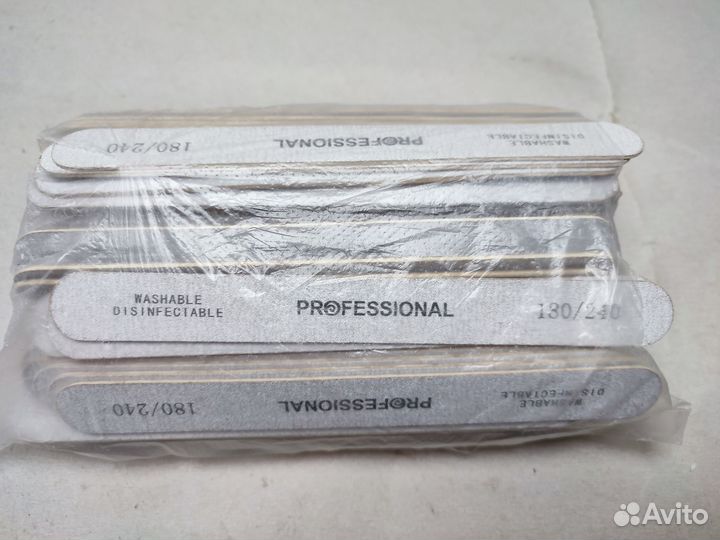 180/240 PROFESSIONAL WASHABLE
DISINFECTABLE
WASHABLE
DISINFECTABLE PROFESSIONAL 180/240
180/240 PROFESSIONAL WASHABLE
DISINFECTABLE
Avito